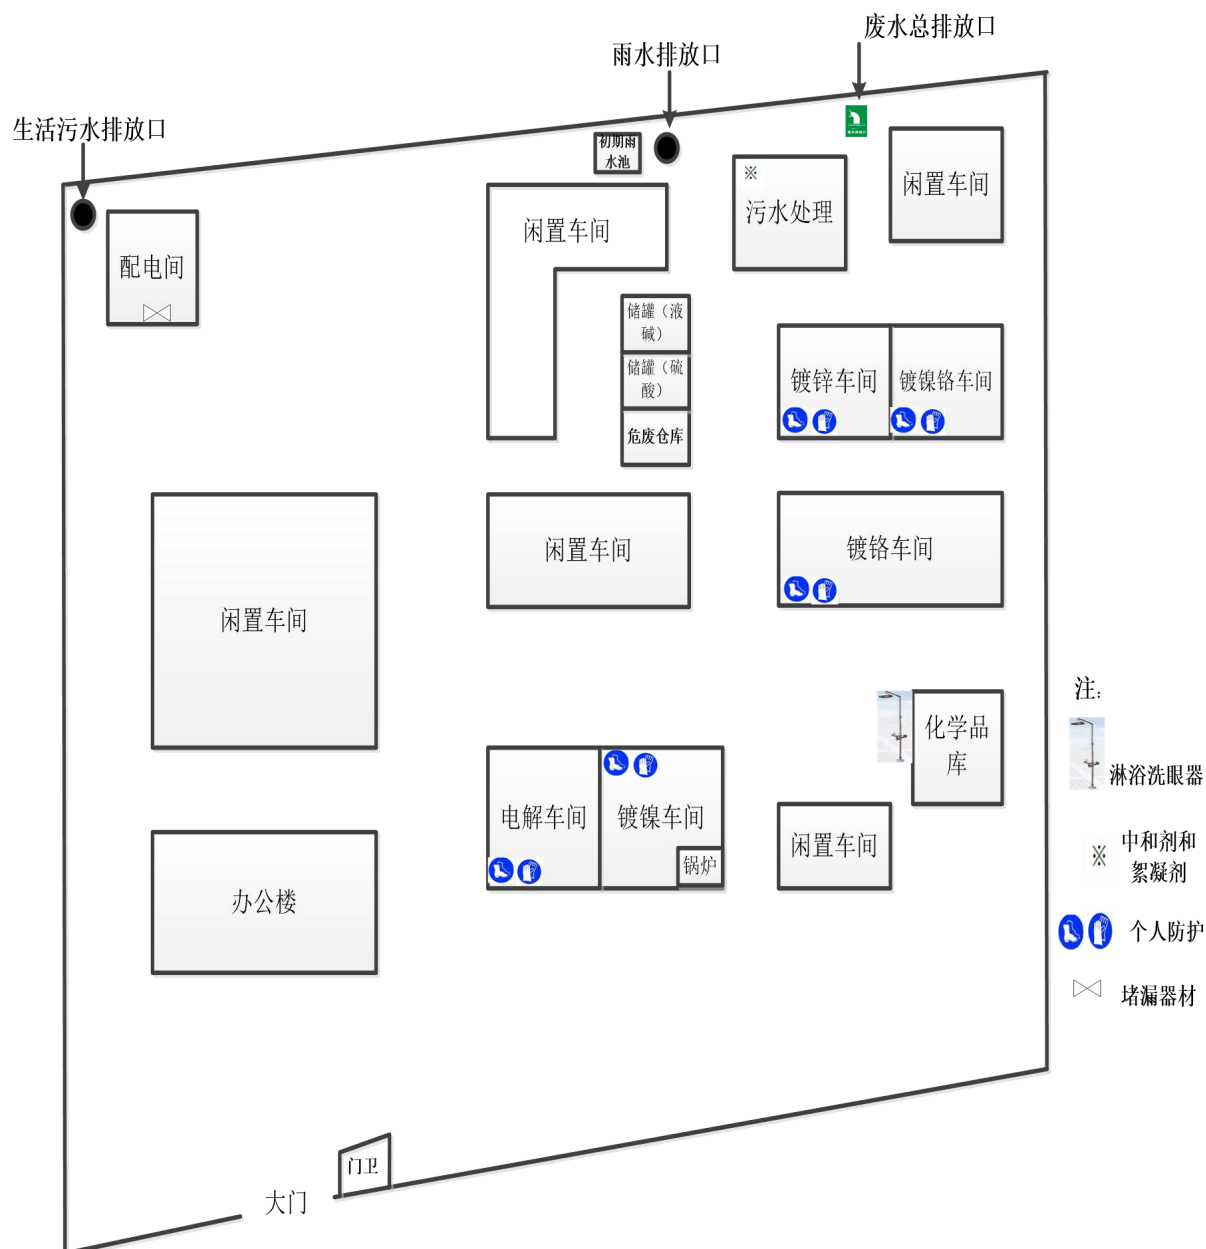 废水总排放口
雨水排放口
生活污水排放口
初期雨
水池
闲置车间
污水处理
闲置车间
配电间
储罐（液
碱）
储罐（硫
酸）
危废仓库
镀锌车间
镀镍铬车间
闲置车间
闲置车间
镀铬车间
化学品
库
电解车间
镀镍车间
锅炉
闲置车间
办公楼
门卫
大门
注:
淋浴洗眼器
中和剂和
絮凝剂
个人防护
堵漏器材